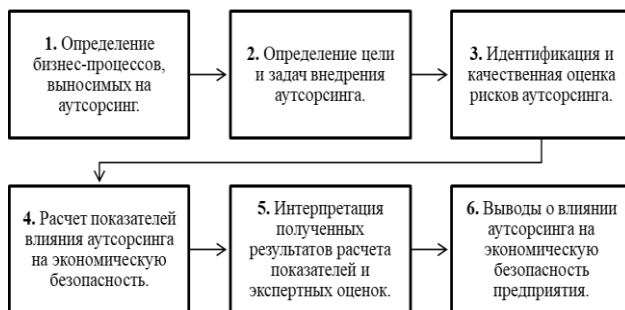 1. Определение
бизнес-процессов,
выносимых на
аутсорсинг.
2. Определение цели
и задач внедрения
аутсорсинга.
3. Идентификация и
качественная оценка
рисков аутсорсинга.
4. Расчет показателей
влияния аутсорсинга
на экономическую
безопасность.
5. Интерпретация
полученных
результатов расчета
показателей и
экспертных оценок.
6. Выводы о влиянии
аутсорсинга на
экономическую
безопасность
предприятия.